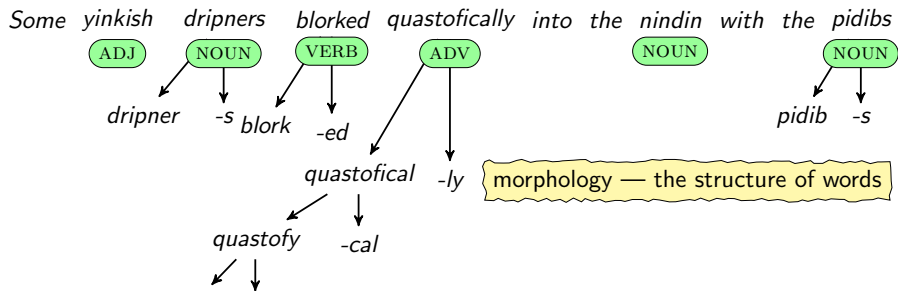 Some yinkish dripners blorked quastofically into the nindin with the pidibs
ADJ NOUN VERB ADV NOUN NOUN
dripner -s blork -ed pidib -s
quastofical -ly morphology — the structure of words
quastofy -cal